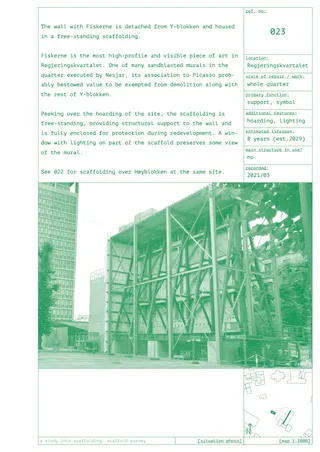 ref. no:
023
The wall with Fiskerne is detached from Y-blokken and housed
in a free-standing scaffolding.
Fiskerne is the most high-profile and visible piece of art in
Regjeringskvartalet. One of many sandblasted murals in the
quarter executed by Nesjar, its association to Picasso prob-
ably bestowed value to be exempted from demolition along with
the rest of Y-blokken.
Peeking over the hoarding of the site, the scaffolding is
free-standing, providing structural support to the wall and
is fully enclosed for protection during redevelopment. A win-
dow with lighting on part of the scaffold preserves some view
of the mural.
See 022 for scaffolding over Høyblokken at the same site.
location:
Regjeringskvartalet
scale of repair / work:
whole quarter
primary function:
support, symbol
additional features:
hoarding, lighting
estimated lifespan:
8 years (est.2029)
main structure in use?
no
recorded:
2021/03
a study into scaffolding: scaffold survey
[situation photo]
[map 1:2000]